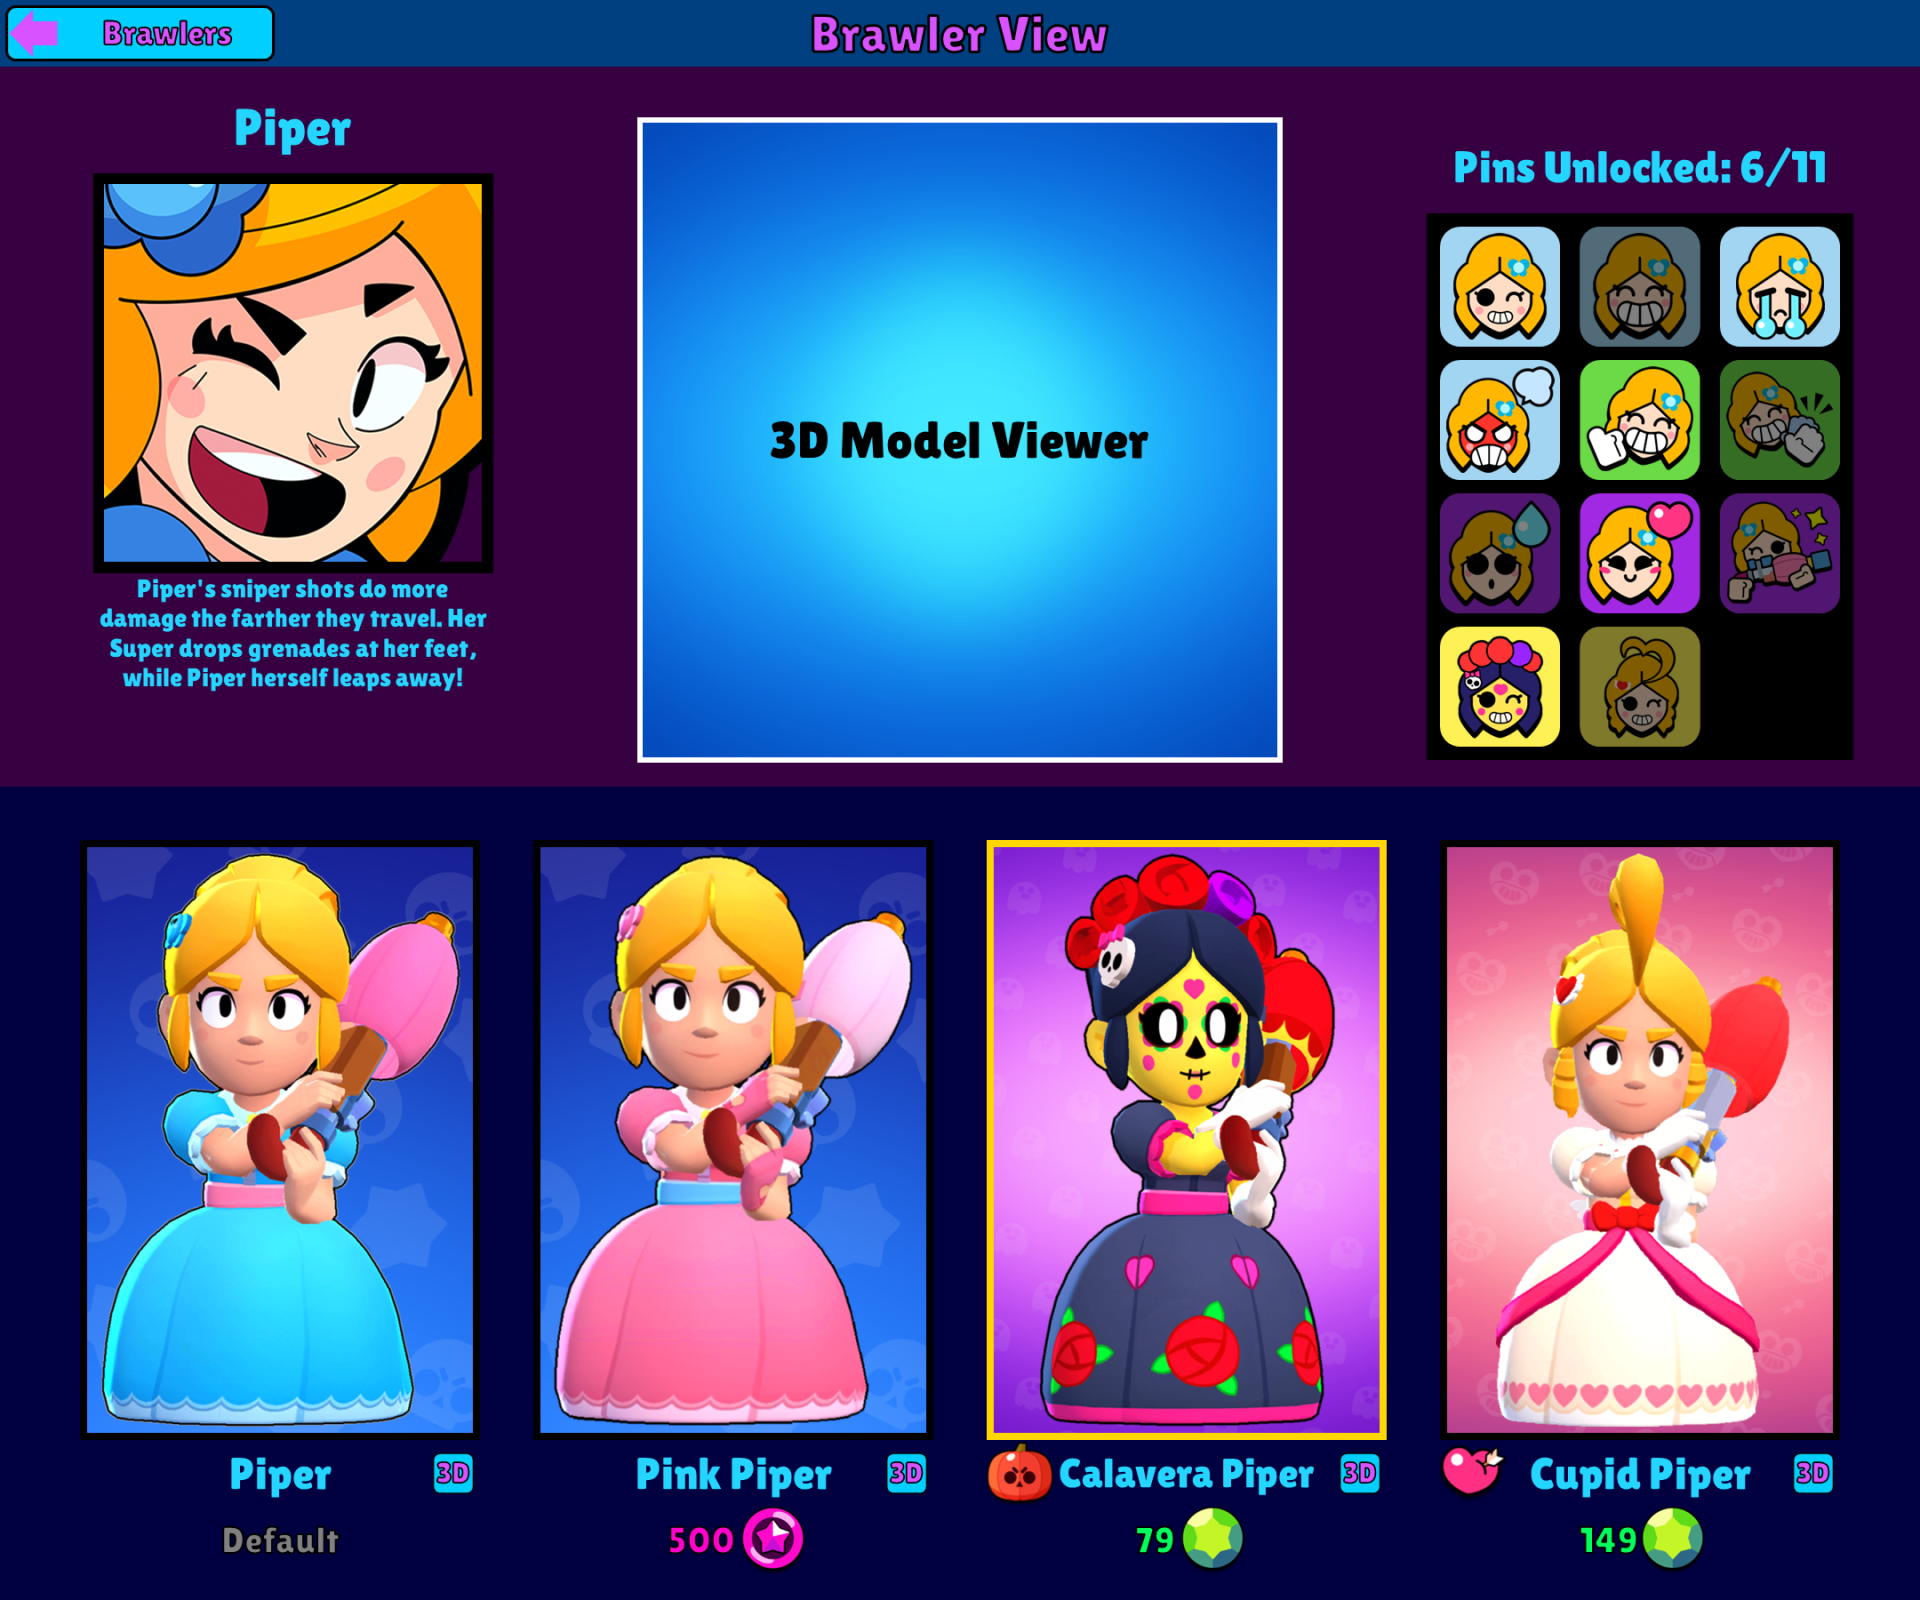 Brawlers
Brawler View
Piper
Piper's sniper shots do more
damage the farther they travel. Her
Super drops grenades at her feet,
while Piper herself leaps away!
3D Model Viewer
Pins Unlocked: 6/11
Piper
3D
Default
Pink Piper
3D
500
Calavera Piper
3D
79
Cupid Piper
3D
149